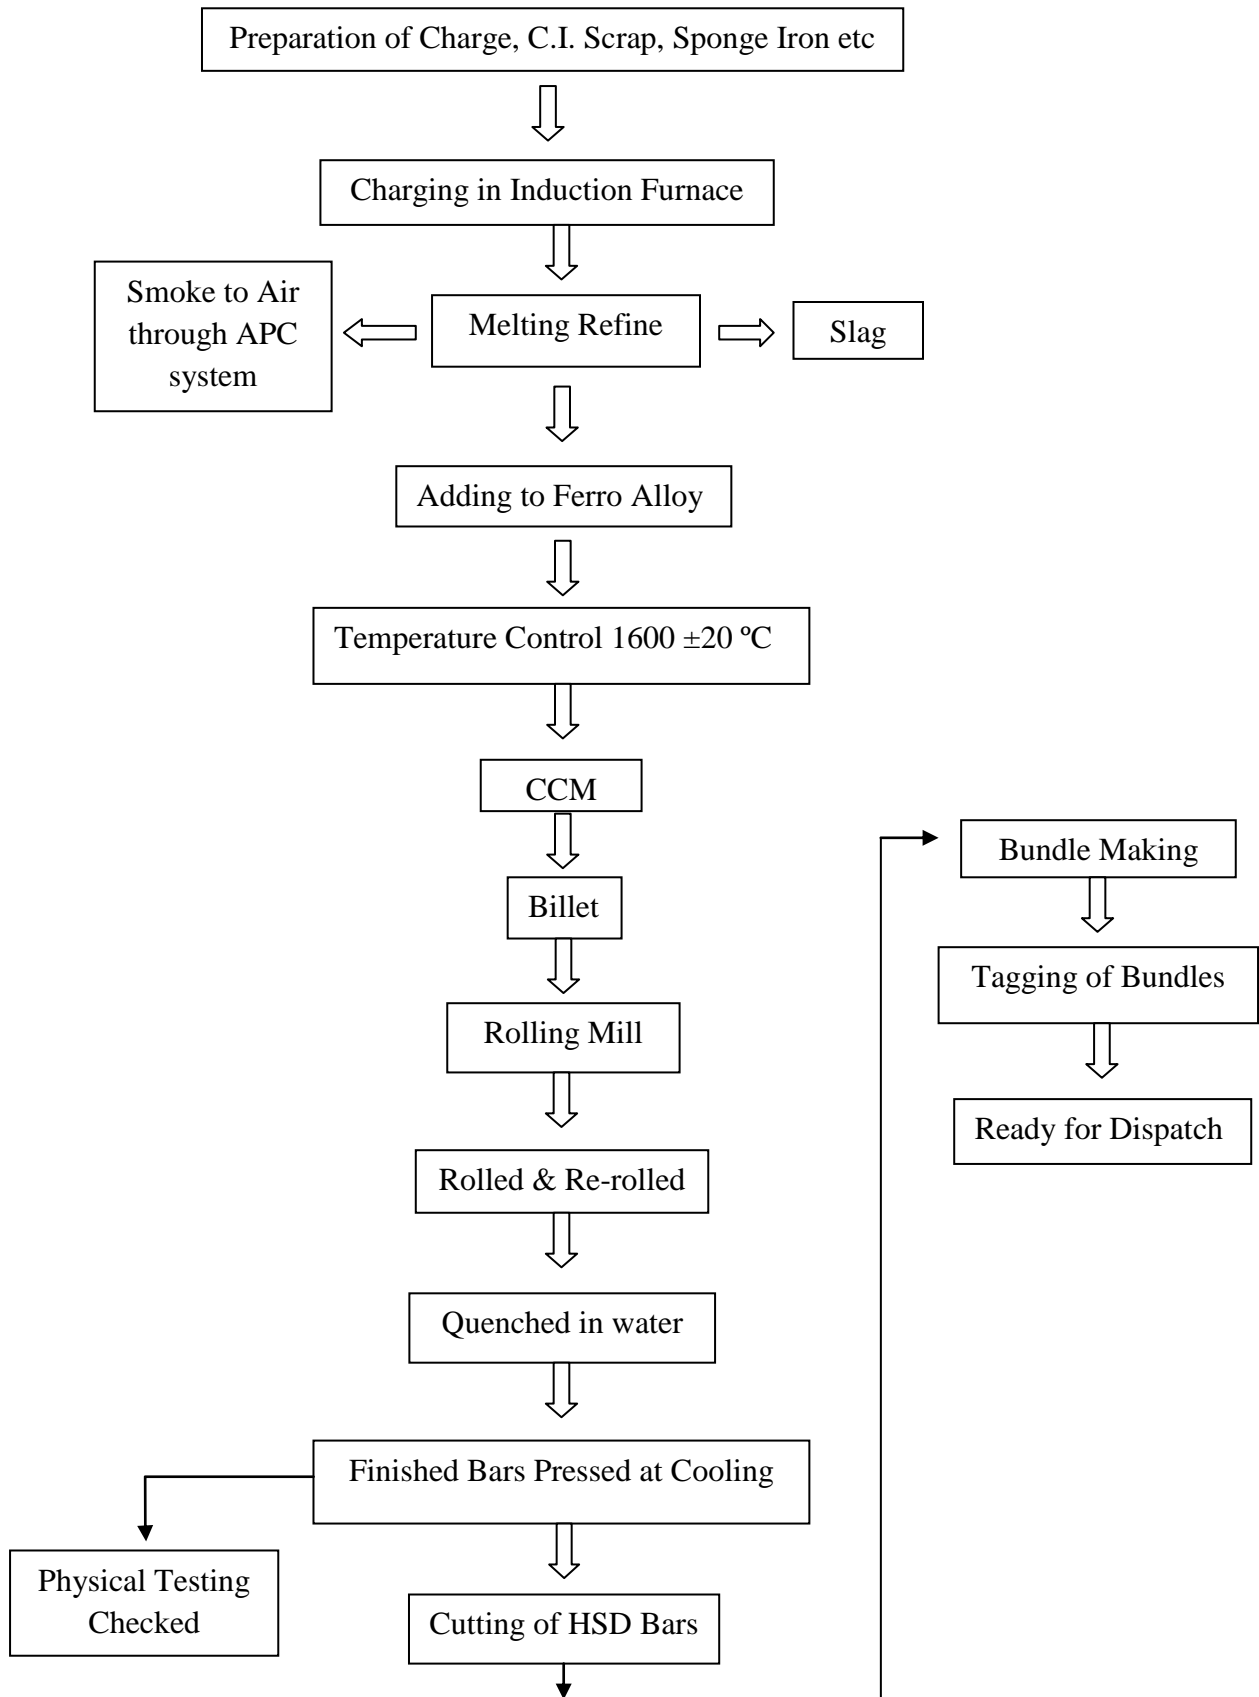 Preparation of Charge, C.I. Scrap, Sponge Iron etc
Charging in Induction Furnace
Smoke to Air
through APC
system
Melting Refine
Slag
Adding to Ferro Alloy
Temperature Control 1600 ±20 ºC
CCM
Billet
Rolling Mill
Rolled & Re-rolled
Quenched in water
Finished Bars Pressed at Cooling
Physical Testing
Checked
Cutting of HSD Bars
Bundle Making
Tagging of Bundles
Ready for Dispatch